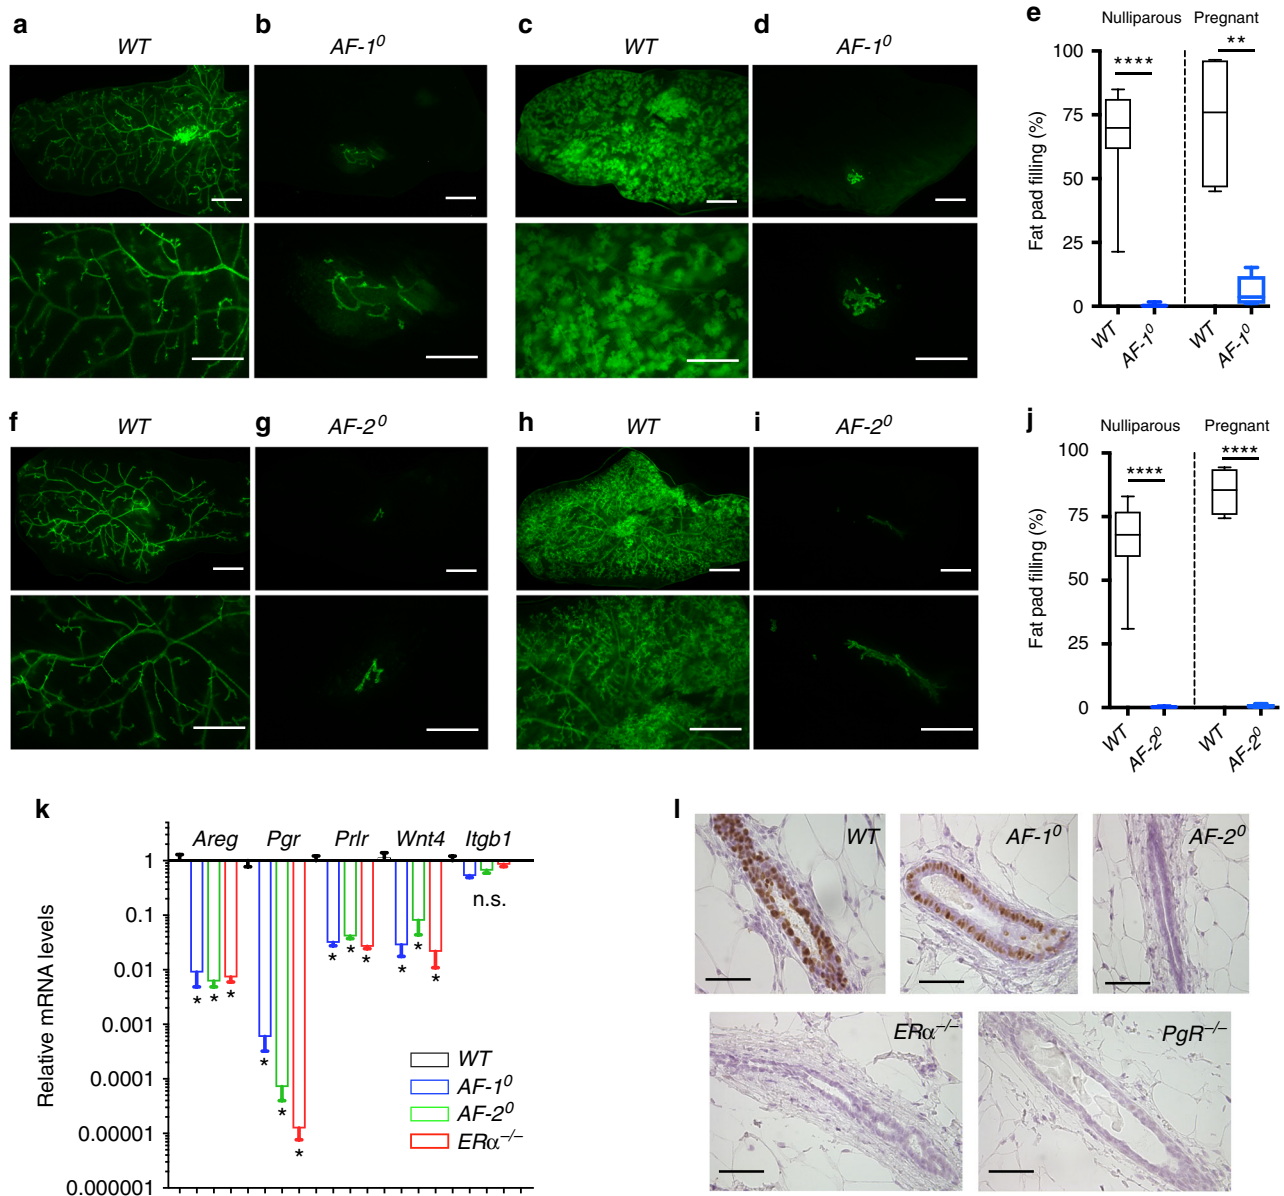 a
WT
b
AF-1⁰
c
WT
d
AF-1⁰
e
Nulliparous Pregnant
****
**
Fat pad filling (%)
100
75
50
25
0
WT
AF-1⁰
WT
AF-1⁰
f
WT
g
AF-2⁰
h
WT
i
AF-2⁰
j
Nulliparous Pregnant
****
****
Fat pad filling (%)
100
75
50
25
0
WT
AF-2⁰
WT
AF-2⁰
k
Areg Pgr Prlr Wnt4 Itgb1
Relative mRNA levels
1
0.1
0.01
0.001
0.0001
0.00001
0.000001
* * *
* * *
* * *
* * *
n.s.
WT
AF-1⁰
AF-2⁰
ERα⁻/⁻
l
WT
AF-1⁰
AF-2⁰
ERα⁻/⁻
PgR⁻/⁻